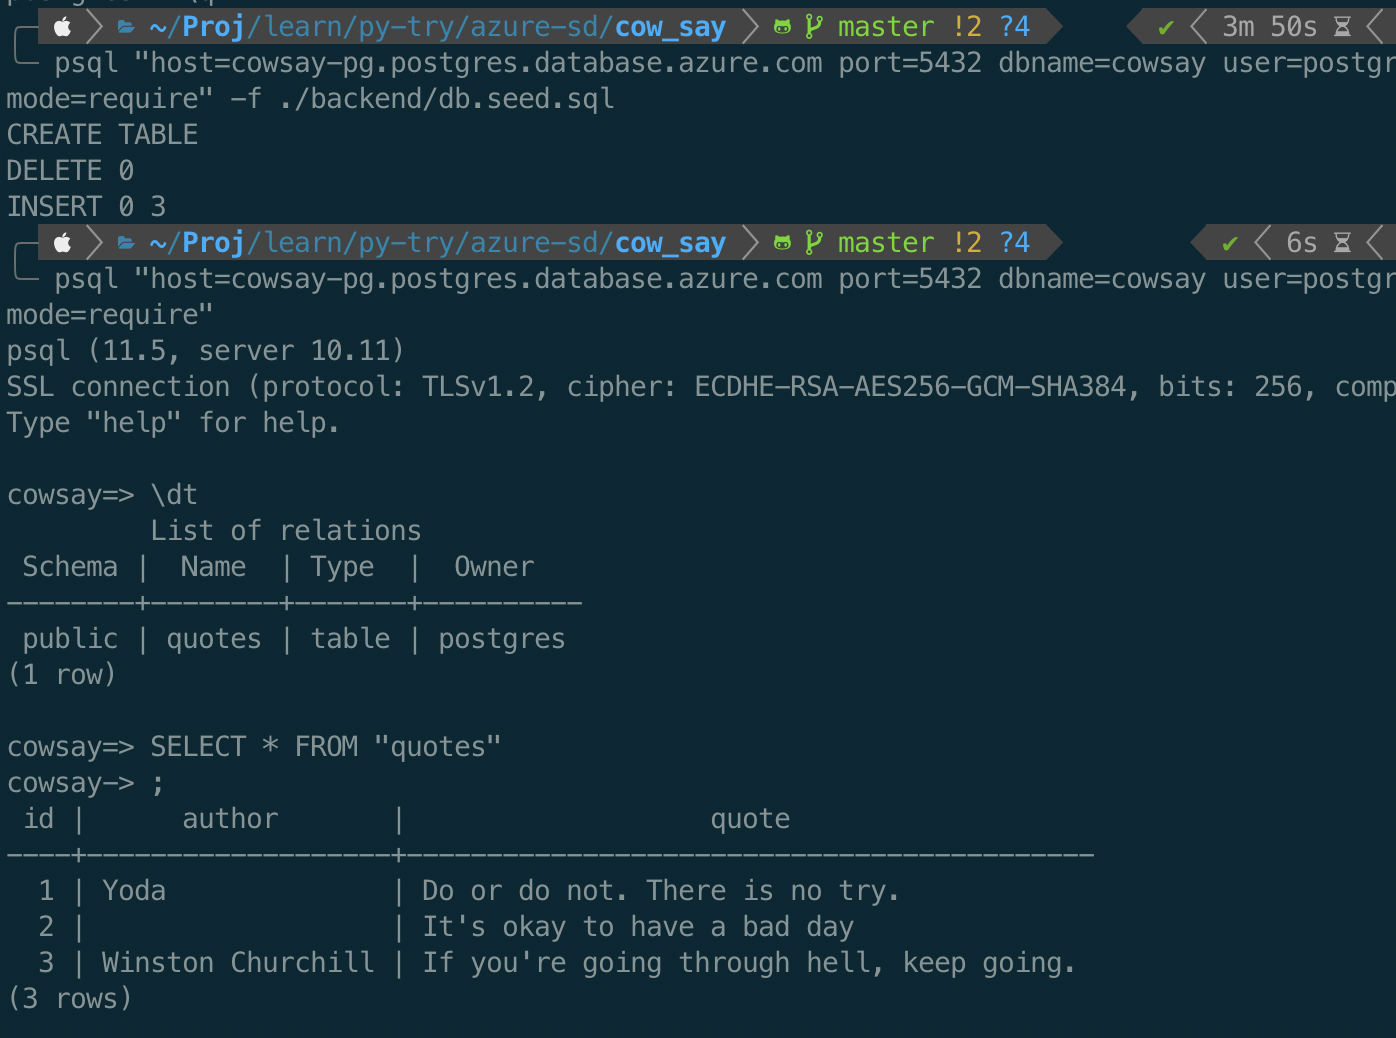 ~/Proj/learn/py-try/azure-sd/cow_say master !2 ?4 ✔ 3m 50s
psql "host=cowsay-pg.postgres.database.azure.com port=5432 dbname=cowsay user=postgr
mode=require" -f ./backend/db.seed.sql
CREATE TABLE
DELETE 0
INSERT 0 3
~/Proj/learn/py-try/azure-sd/cow_say master !2 ?4 ✔ 6s
psql "host=cowsay-pg.postgres.database.azure.com port=5432 dbname=cowsay user=postgr
mode=require"
psql (11.5, server 10.11)
SSL connection (protocol: TLSv1.2, cipher: ECDHE-RSA-AES256-GCM-SHA384, bits: 256, comp
Type "help" for help.
cowsay=> \dt
List of relations
Schema | Name | Type | Owner
--------+--------+-------+----------
public | quotes | table | postgres
(1 row)
cowsay=> SELECT * FROM "quotes"
cowsay-> ;
id | author | quote
----+-------------------+-------------------------------------------
1 | Yoda | Do or do not. There is no try.
2 | | It's okay to have a bad day
3 | Winston Churchill | If you're going through hell, keep going.
(3 rows)